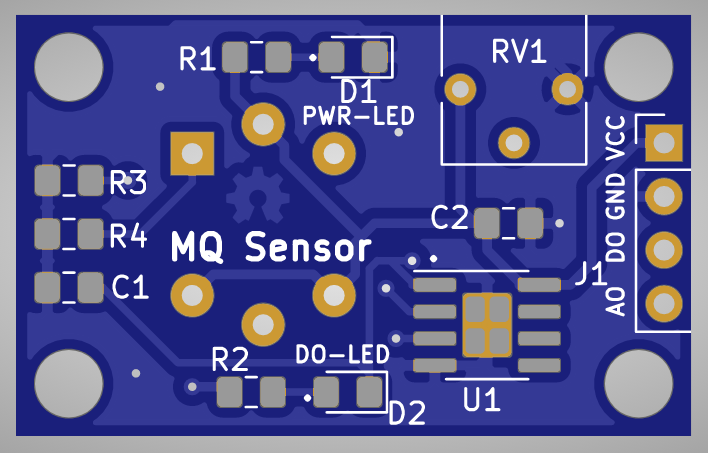 R1
D1
PWR-LED
RV1
VCC
GND
DO
AO
R3
R4
C1
C2
MQ Sensor
J1
R2
DO-LED
D2
U1